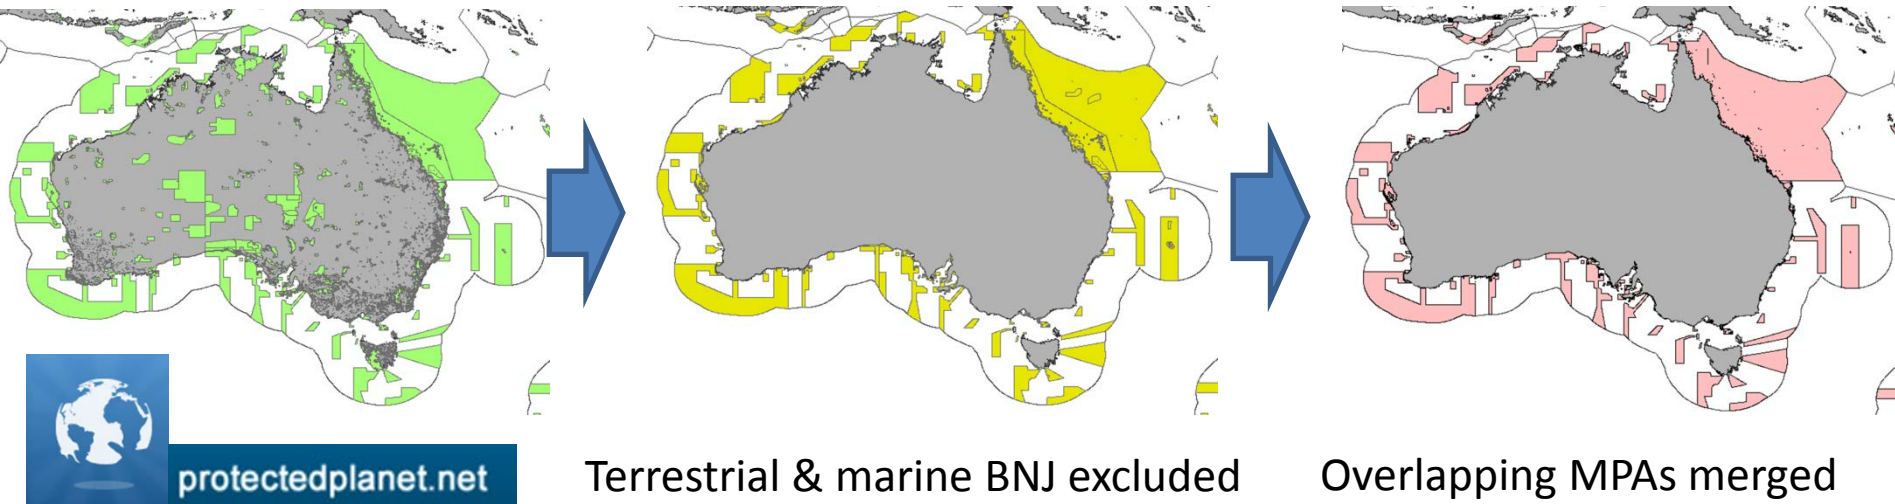 protectedplanet.net
Terrestrial & marine BNJ excluded
Overlapping MPAs merged